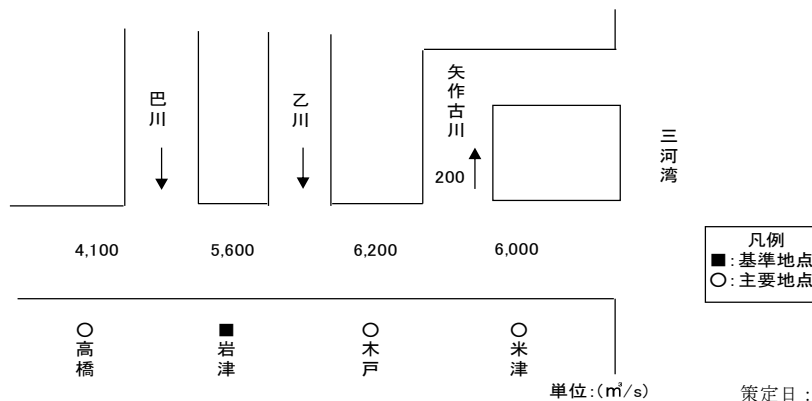 巴川
乙川
矢作古川
200
三河湾
4,100
5,600
6,200
6,000
凡例
■:基準地点
○:主要地点
○高橋
■岩津
○木戸
○米津
単位:(㎥/s)
策定日: